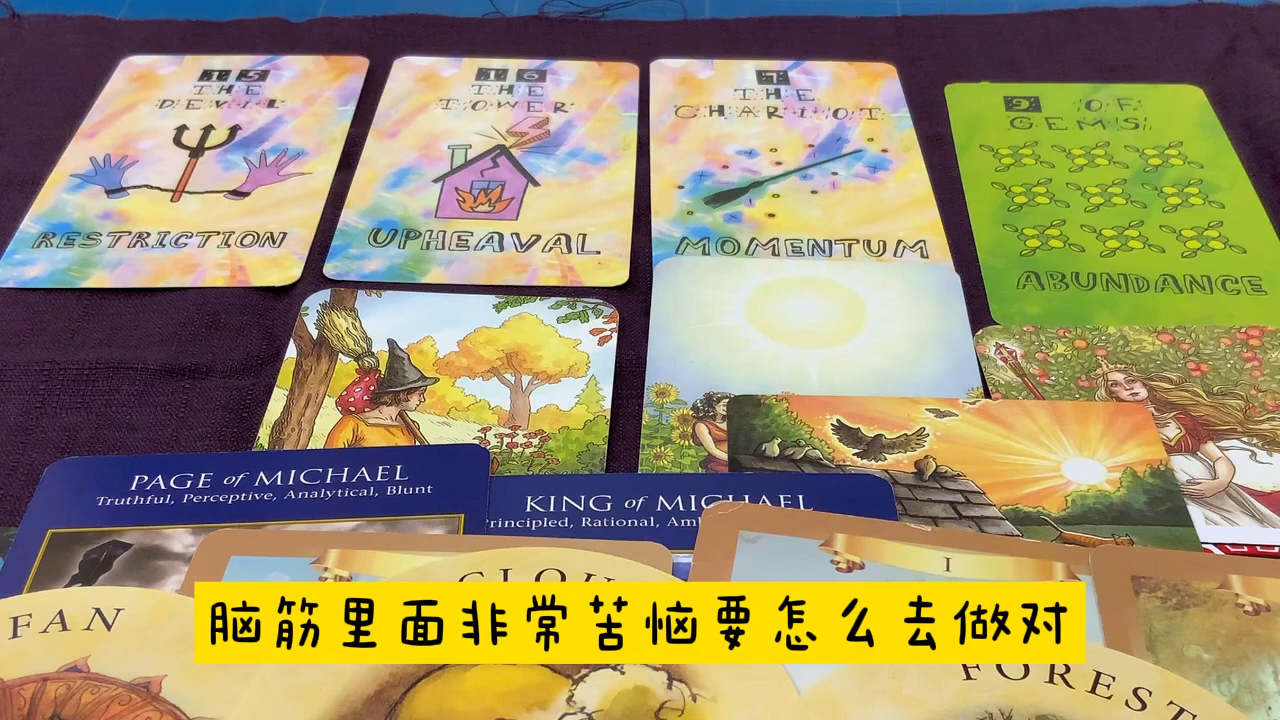 15
THE
DEVIL
RESTRICTION
16
THE
TOWER
UPHEAVAL
7
THE
CHARIOT
MOMENTUM
9 OF
GEMS
ABUNDANCE
PAGE of MICHAEL
Truthful, Perceptive, Analytical, Blunt
KING of MICHAEL
Principled, Rational,
I
FAN
CLOU
FOREST
脑筋里面非常苦恼要怎么去做对